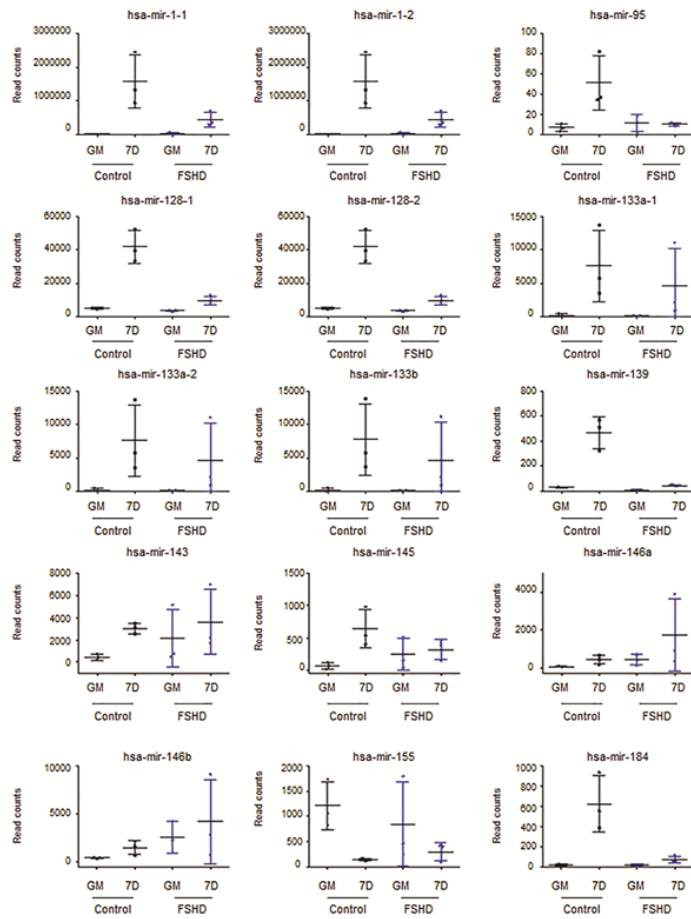 hsa-mir-1-1 hsa-mir-1-2 hsa-mir-95
Read counts 3000000 2000000 1000000 0 Read counts 3000000 2000000 1000000 0 Read counts 100 80 60 40 20 0
GM 7D GM 7D GM 7D GM 7D GM 7D GM 7D
Control FSHD Control FSHD Control FSHD
hsa-mir-128-1 hsa-mir-128-2 hsa-mir-133a-1
Read counts 60000 40000 20000 0 Read counts 60000 40000 20000 0 Read counts 15000 10000 5000 0
GM 7D GM 7D GM 7D GM 7D GM 7D GM 7D
Control FSHD Control FSHD Control FSHD
hsa-mir-133a-2 hsa-mir-133b hsa-mir-139
Read counts 15000 10000 5000 0 Read counts 15000 10000 5000 0 Read counts 800 600 400 200 0
GM 7D GM 7D GM 7D GM 7D GM 7D GM 7D
Control FSHD Control FSHD Control FSHD
hsa-mir-143 hsa-mir-145 hsa-mir-146a
Read counts 8000 6000 4000 2000 0 Read counts 1500 1000 500 0 Read counts 4000 2000 0
GM 7D GM 7D GM 7D GM 7D GM 7D GM 7D
Control FSHD Control FSHD Control FSHD
hsa-mir-146b hsa-mir-155 hsa-mir-184
Read counts 10000 5000 0 Read counts 2000 1500 1000 500 0 Read counts 1000 800 600 400 200 0
GM 7D GM 7D GM 7D GM 7D GM 7D GM 7D
Control FSHD Control FSHD Control FSHD